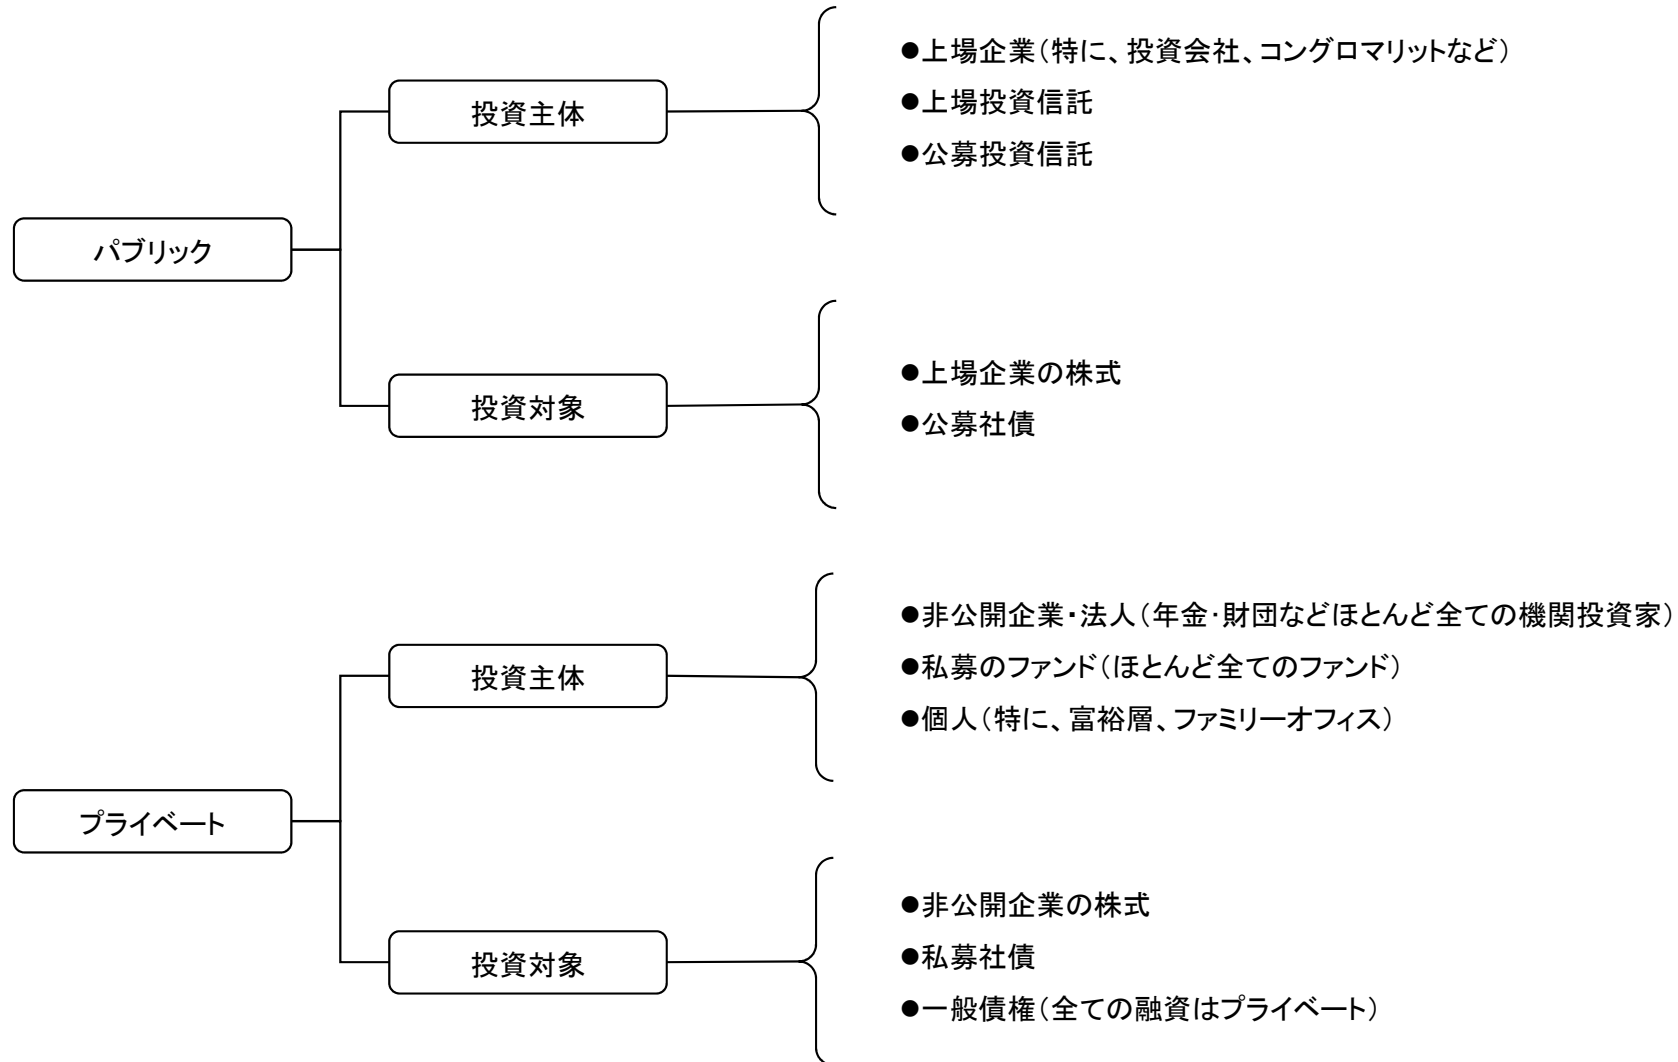 パブリック
投資主体
●上場企業（特に、投資会社、コングロマリットなど）
●上場投資信託
●公募投資信託
投資対象
●上場企業の株式
●公募社債
プライベート
投資主体
●非公開企業・法人（年金・財団などほとんど全ての機関投資家）
●私募のファンド（ほとんど全てのファンド）
●個人（特に、富裕層、ファミリーオフィス）
投資対象
●非公開企業の株式
●私募社債
●一般債権（全ての融資はプライベート）